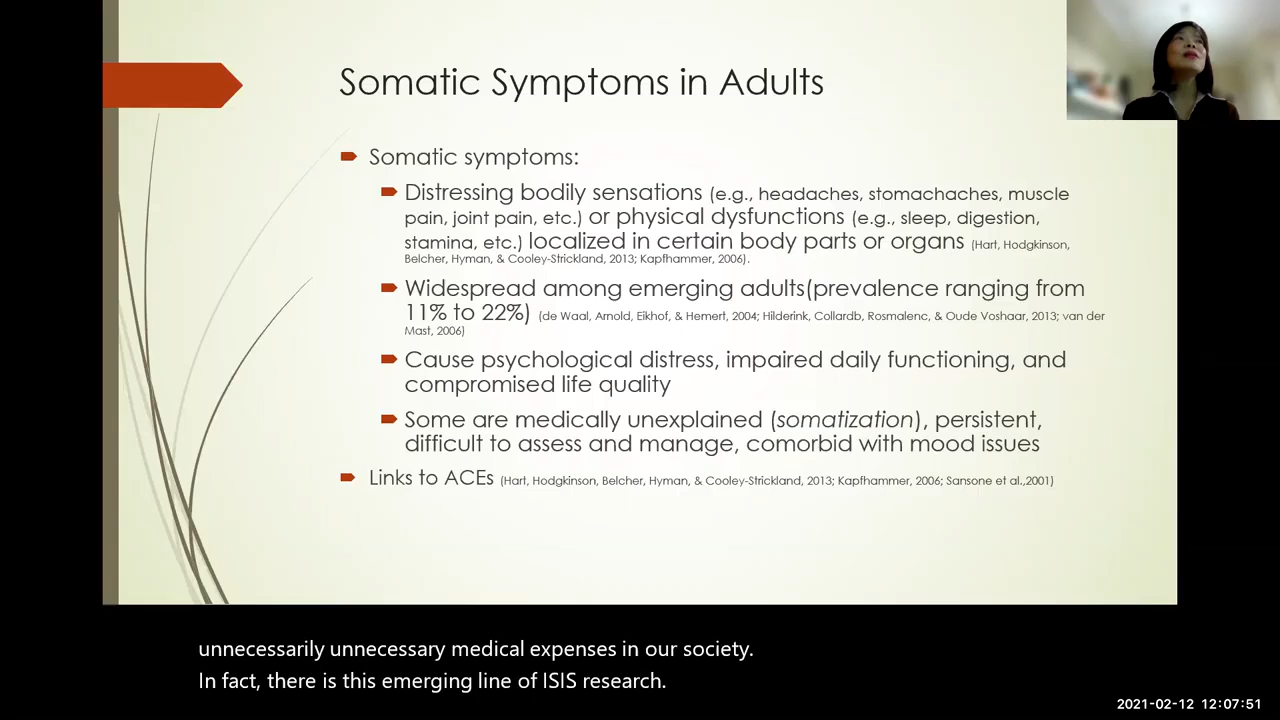 Somatic Symptoms in Adults
Somatic symptoms:
Distressing bodily sensations (e.g., headaches, stomachaches, muscle
pain, joint pain, etc.) or physical dysfunctions (e.g., sleep, digestion,
stamina, etc.) localized in certain body parts or organs (Hart, Hodgkinson,
Belcher, Hyman, & Cooley-Strickland, 2013; Kapfhammer, 2006).
Widespread among emerging adults(prevalence ranging from
11% to 22%) (de Waal, Arnold, Eikhof, & Hemert, 2004; Hilderink, Collardb, Rosmalenc, & Oude Voshaar, 2013; van der
Mast, 2006)
Cause psychological distress, impaired daily functioning, and
compromised life quality
Some are medically unexplained (somatization), persistent,
difficult to assess and manage, comorbid with mood issues
Links to ACEs (Hart, Hodgkinson, Belcher, Hyman, & Cooley-Strickland, 2013; Kapfhammer, 2006; Sansone et al.,2001)
unnecessarily unnecessary medical expenses in our society.
In fact, there is this emerging line of ISIS research.
2021-02-12 12:07:51